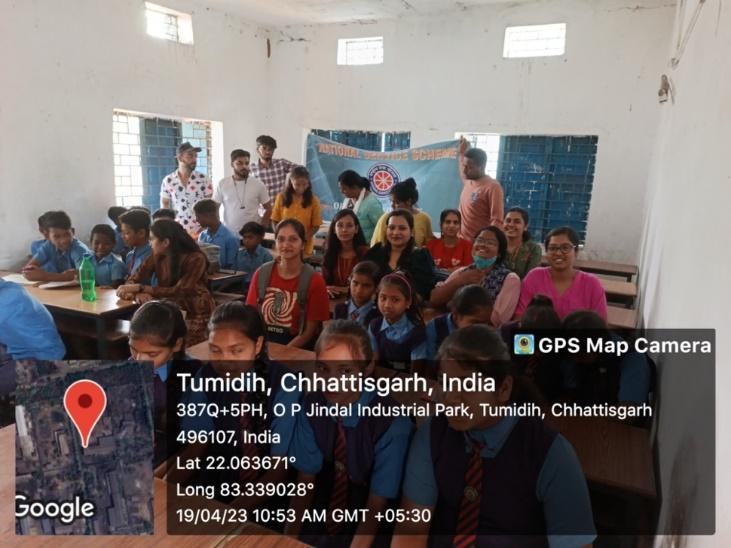 NATIONAL SERVICE SCHEME
GPS Map Camera
Tumidih, Chhattisgarh, India
387Q+5PH, O P Jindal Industrial Park, Tumidih, Chhattisgarh
496107, India
Lat 22.063671°
Long 83.339028°
19/04/23 10:53 AM GMT +05:30
Google